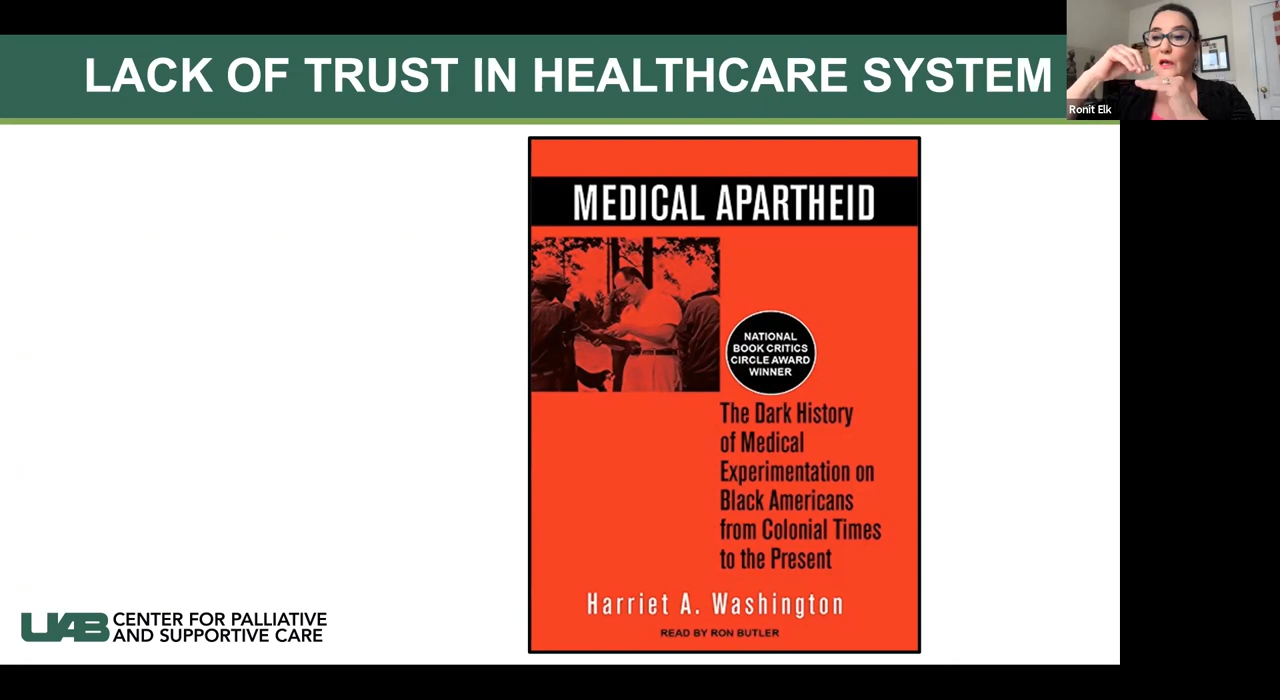 LACK OF TRUST IN HEALTHCARE SYSTEM
Ronit Elk
MEDICAL APARTHEID
NATIONAL
BOOK CRITICS
CIRCLE AWARD
WINNER
The Dark History
of Medical
Experimentation on
Black Americans
from Colonial Times
to the Present
Harriet A. Washington
READ BY RON BUTLER
UAB CENTER FOR PALLIATIVE
AND SUPPORTIVE CARE